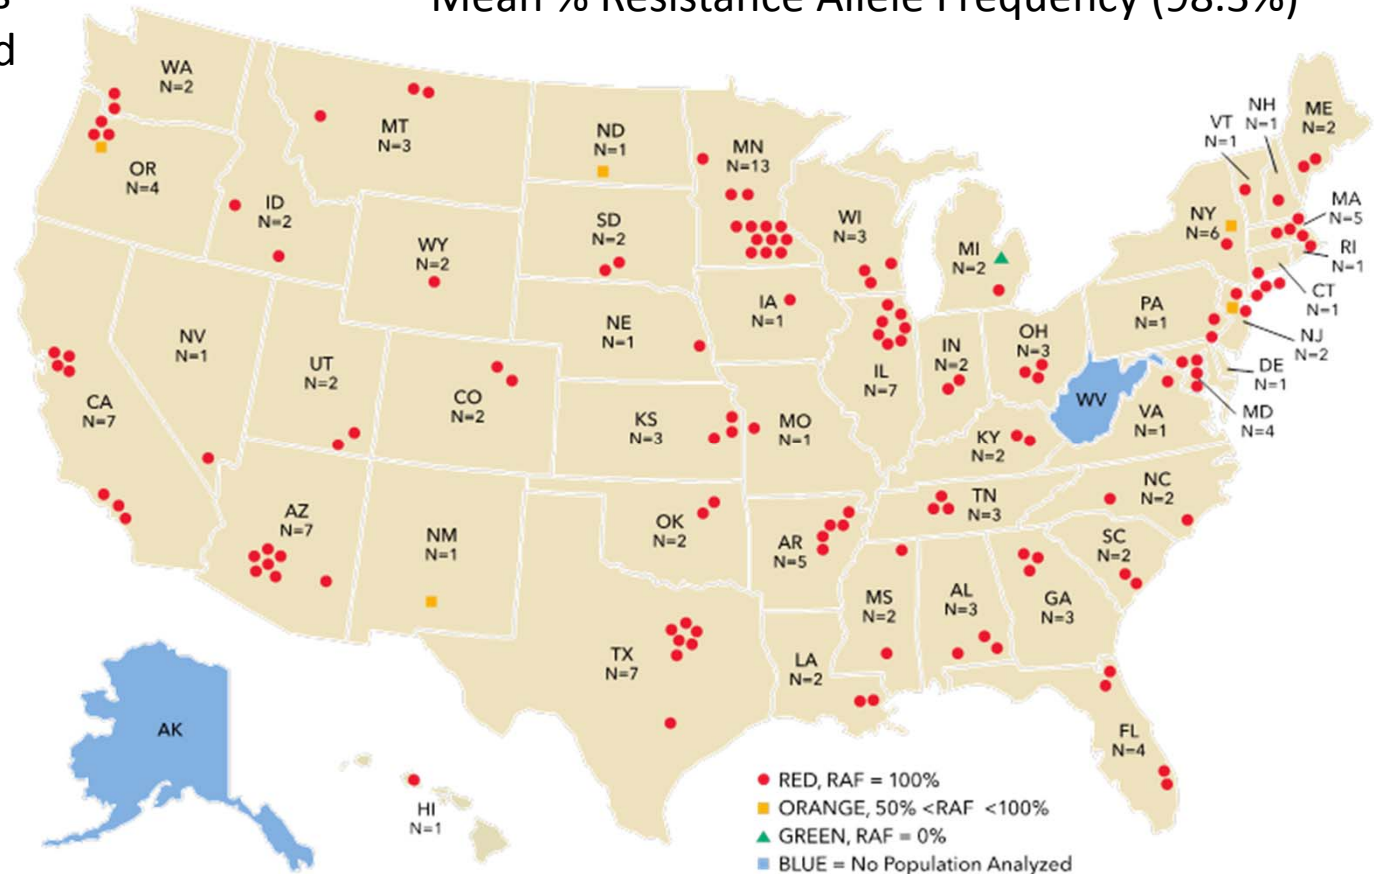 s
Mean % Resistance Allele Frequency (98.3%)
d
WA
N=2
MT
N=3
ND
N=1
MN
N=13
VT
N=1
NH
N=1
ME
N=2
OR
N=4
ID
N=2
WY
N=2
SD
N=2
WI
N=3
MI
N=2
NY
N=6
MA
N=5
RI
N=1
CT
N=1
NJ
N=2
DE
N=1
MD
N=4
NV
N=1
UT
N=2
CO
N=2
NE
N=1
IA
N=1
IL
N=7
IN
N=2
OH
N=3
PA
N=1
WV
VA
N=1
CA
N=7
KS
N=3
MO
N=1
KY
N=2
AZ
N=7
NM
N=1
OK
N=2
AR
N=5
TN
N=3
NC
N=2
SC
N=2
MS
N=2
AL
N=3
GA
N=3
TX
N=7
LA
N=2
FL
N=4
AK
HI
N=1
RED, RAF = 100%
ORANGE, 50% <RAF <100%
GREEN, RAF = 0%
BLUE = No Population Analyzed